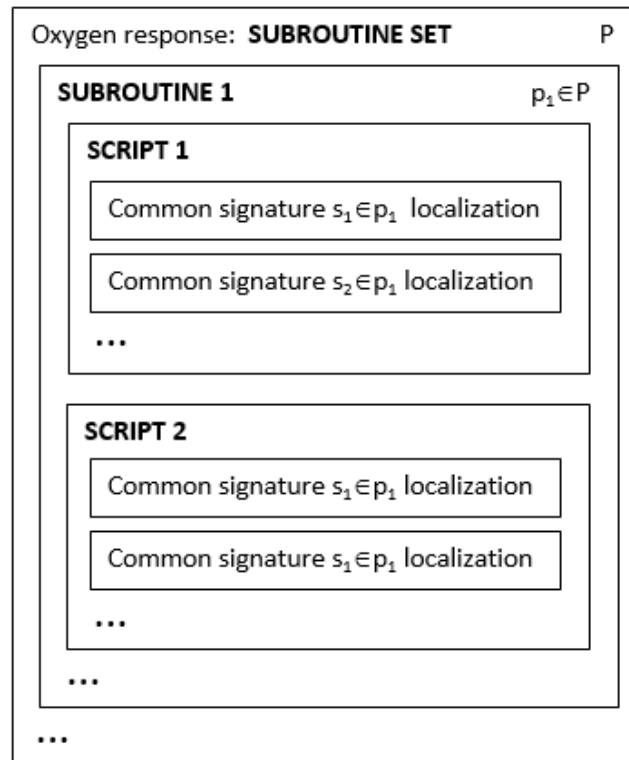 Oxygen response: SUBROUTINE SET P
SUBROUTINE 1 p₁∈P
SCRIPT 1
Common signature s₁∈p₁ localization
Common signature s₂∈p₁ localization
...
SCRIPT 2
Common signature s₁∈p₁ localization
Common signature s₁∈p₁ localization
...
...
...